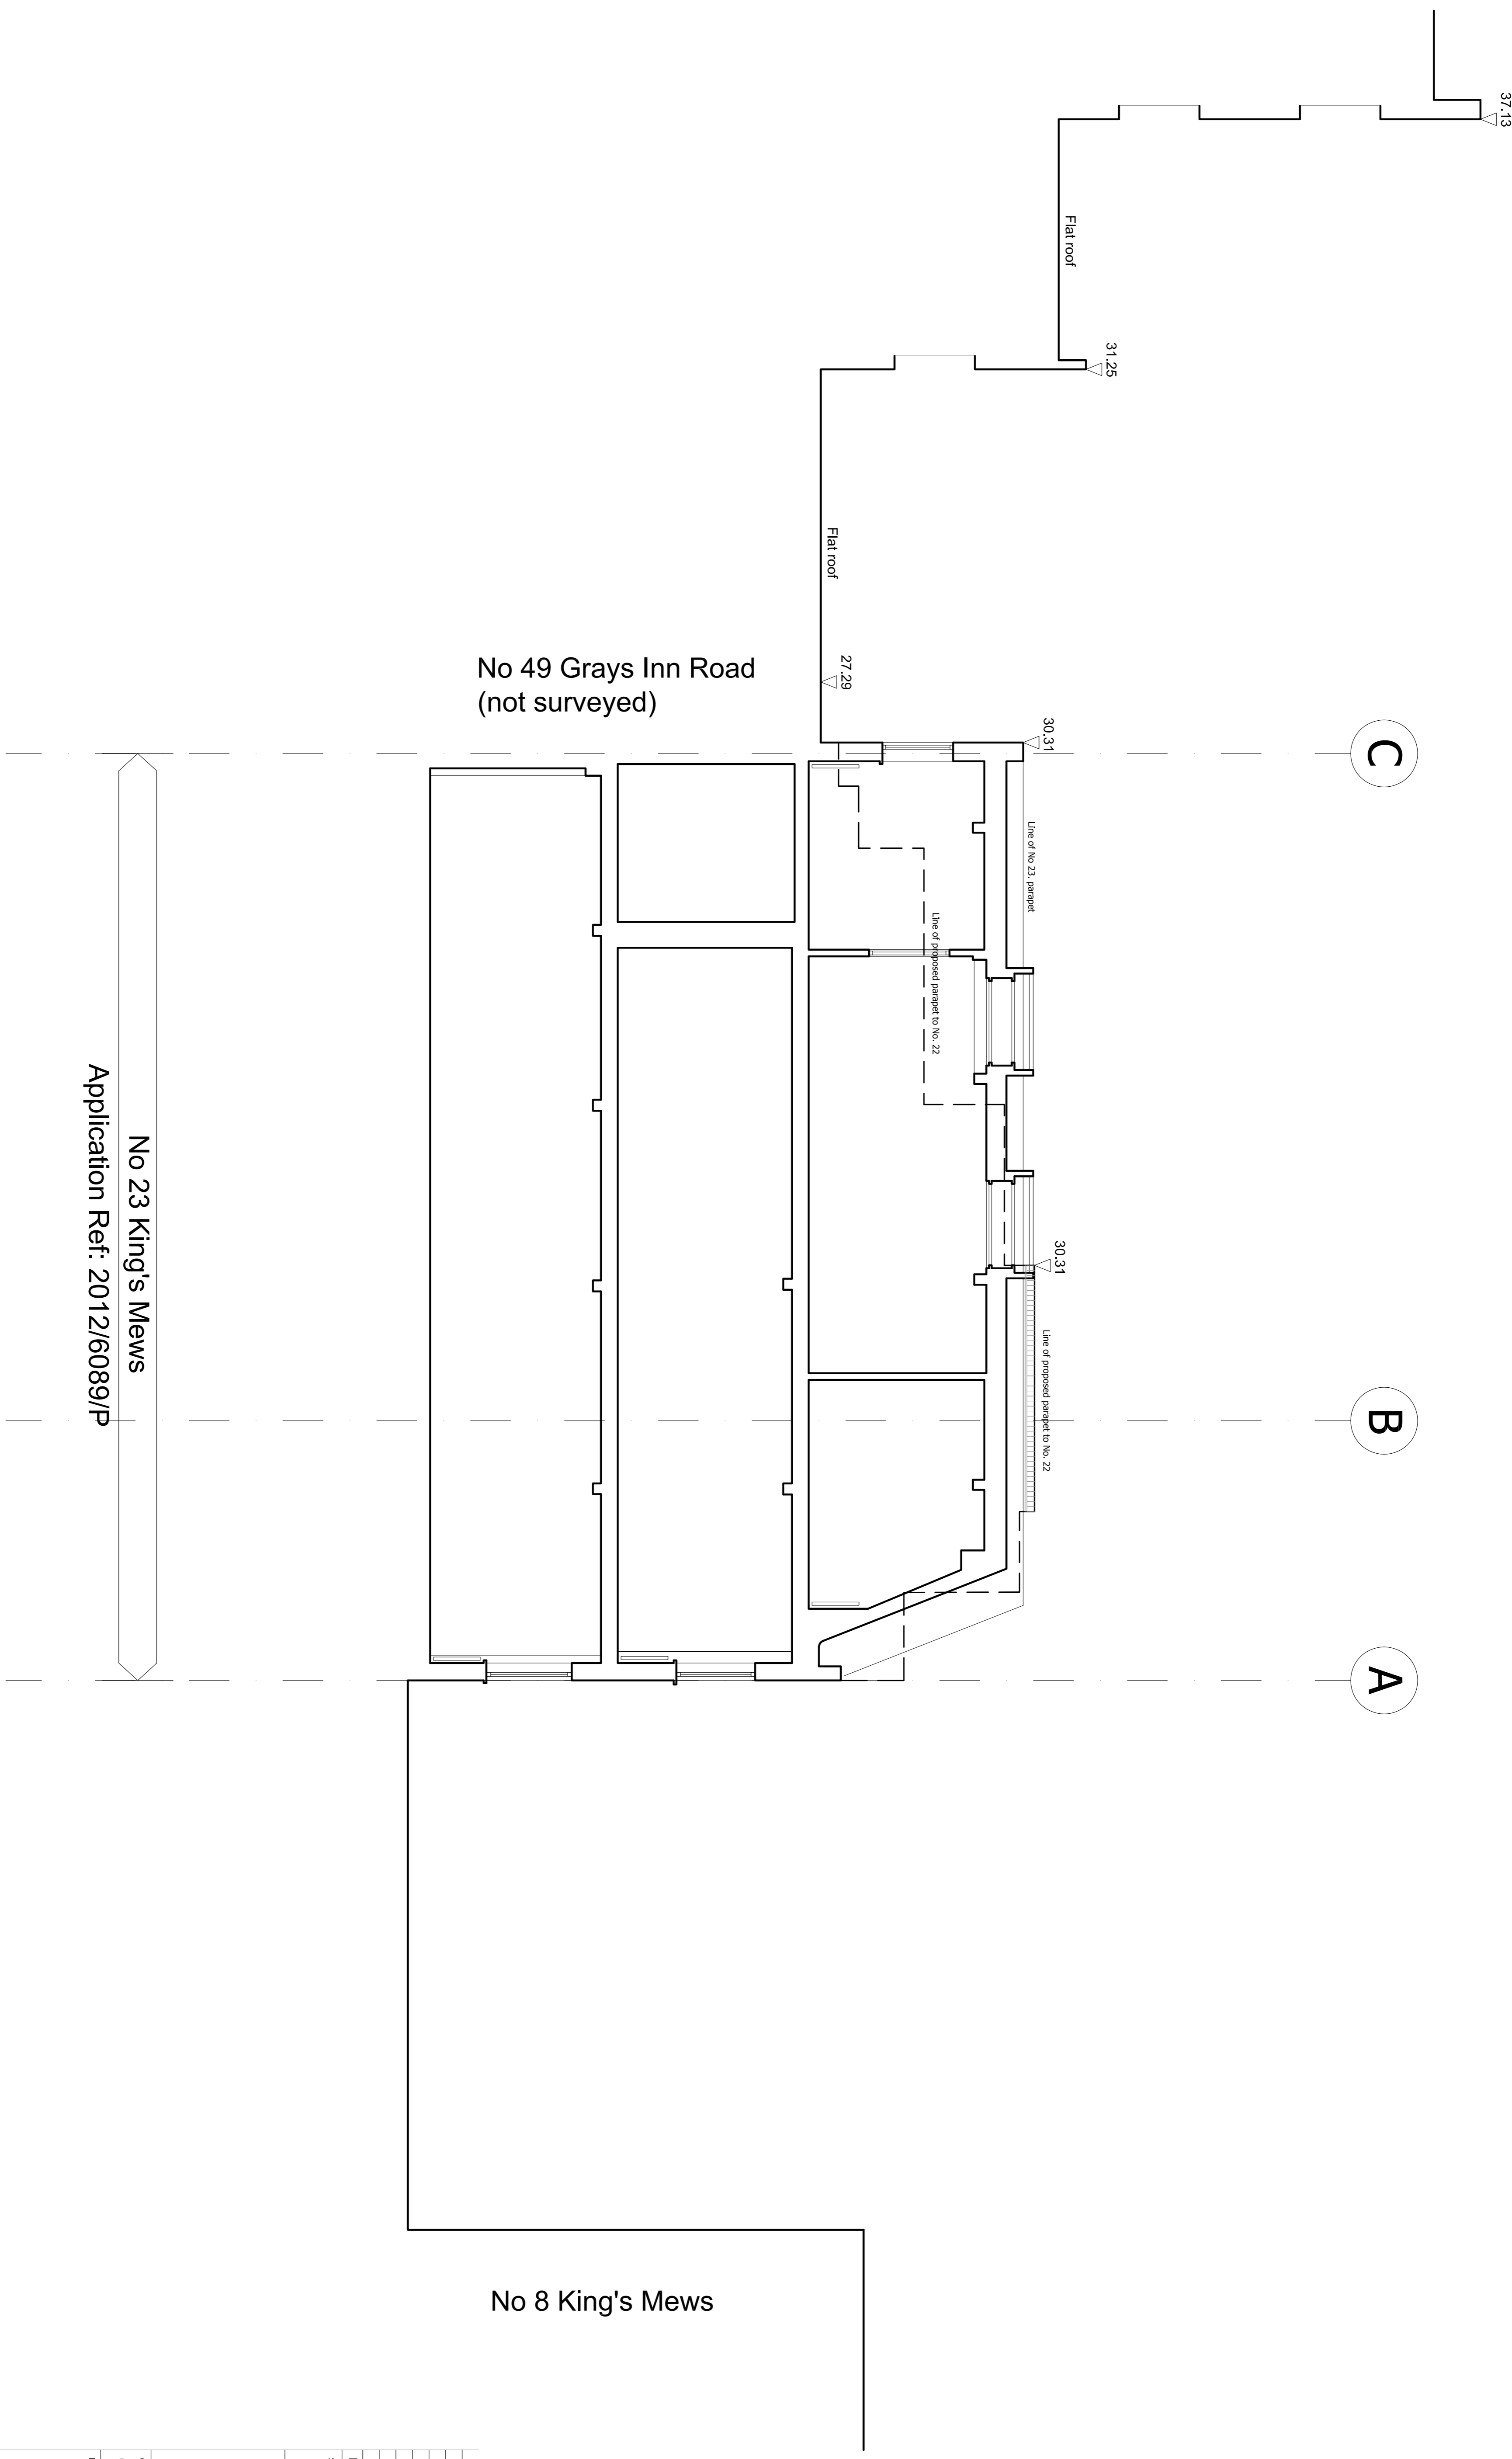 37.13
Flat roof
31.25
Flat roof
27.29
No 49 Grays Inn Road
(not surveyed)
30.31
C
Line of No 23. parapet
Line of proposed parapet to No. 22
30.31
Line of proposed parapet to No. 22
B
A
No 23 King's Mews
Application Ref: 2012/6089/P
No 8 King's Mews